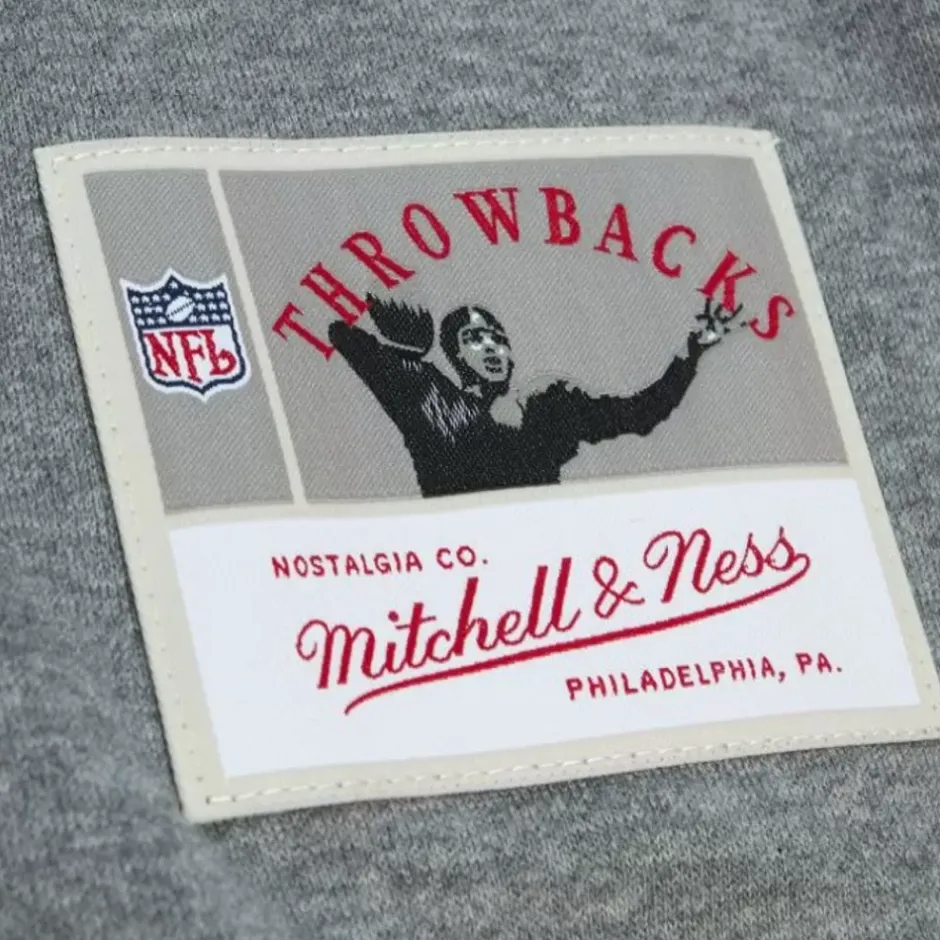 THROWBACKS
NFL
NOSTALGIA CO.
Mitchell & Ness
PHILADELPHIA, PA.